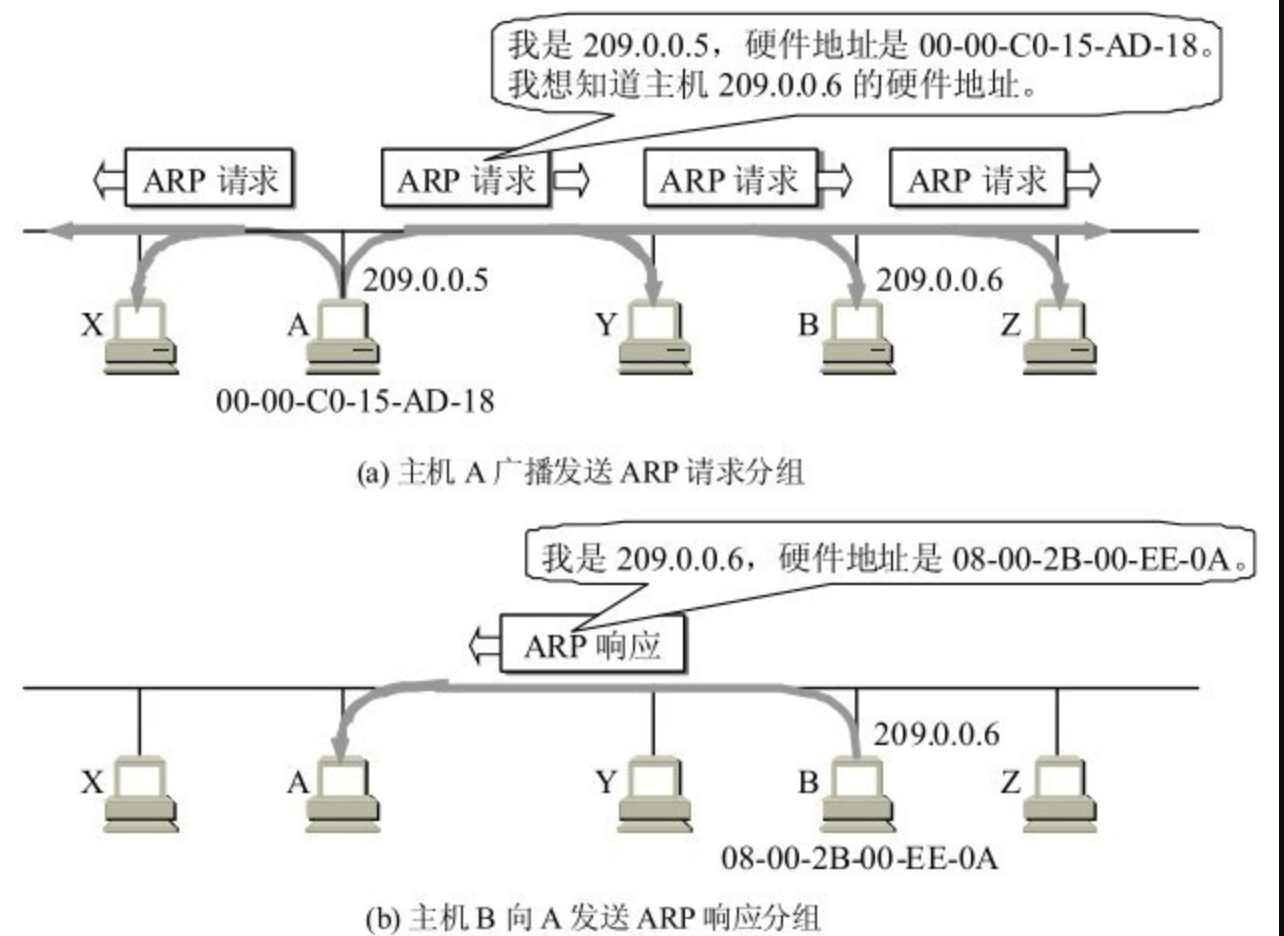 我是 209.0.0.5，硬件地址是 00-00-C0-15-AD-18。
我想知道主机 209.0.0.6 的硬件地址。
ARP 请求
ARP 请求
ARP 请求
ARP 请求
209.0.0.5
209.0.0.6
X
A
Y
B
Z
00-00-C0-15-AD-18
(a) 主机 A 广播发送 ARP 请求分组
我是 209.0.0.6，硬件地址是 08-00-2B-00-EE-0A。
ARP 响应
209.0.0.6
X
A
Y
B
Z
08-00-2B-00-EE-0A
(b) 主机 B 向 A 发送 ARP 响应分组